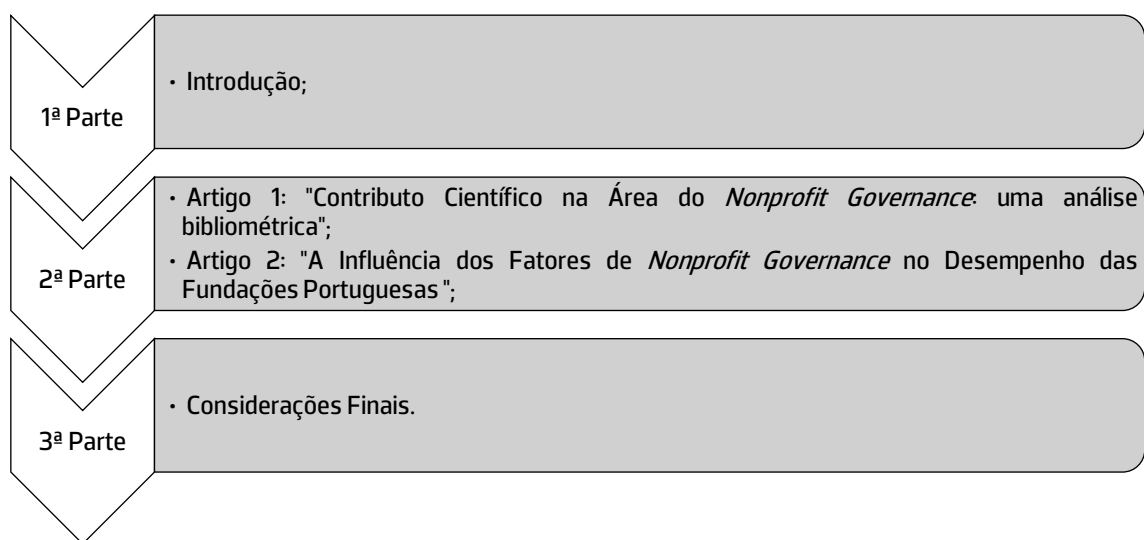 1ª Parte
· Introdução;
2ª Parte
· Artigo 1: "Contributo Científico na Área do Nonprofit Governance: uma análise
bibliométrica";
· Artigo 2: "A Influência dos Fatores de Nonprofit Governance no Desempenho das
Fundações Portuguesas ";
3ª Parte
· Considerações Finais.